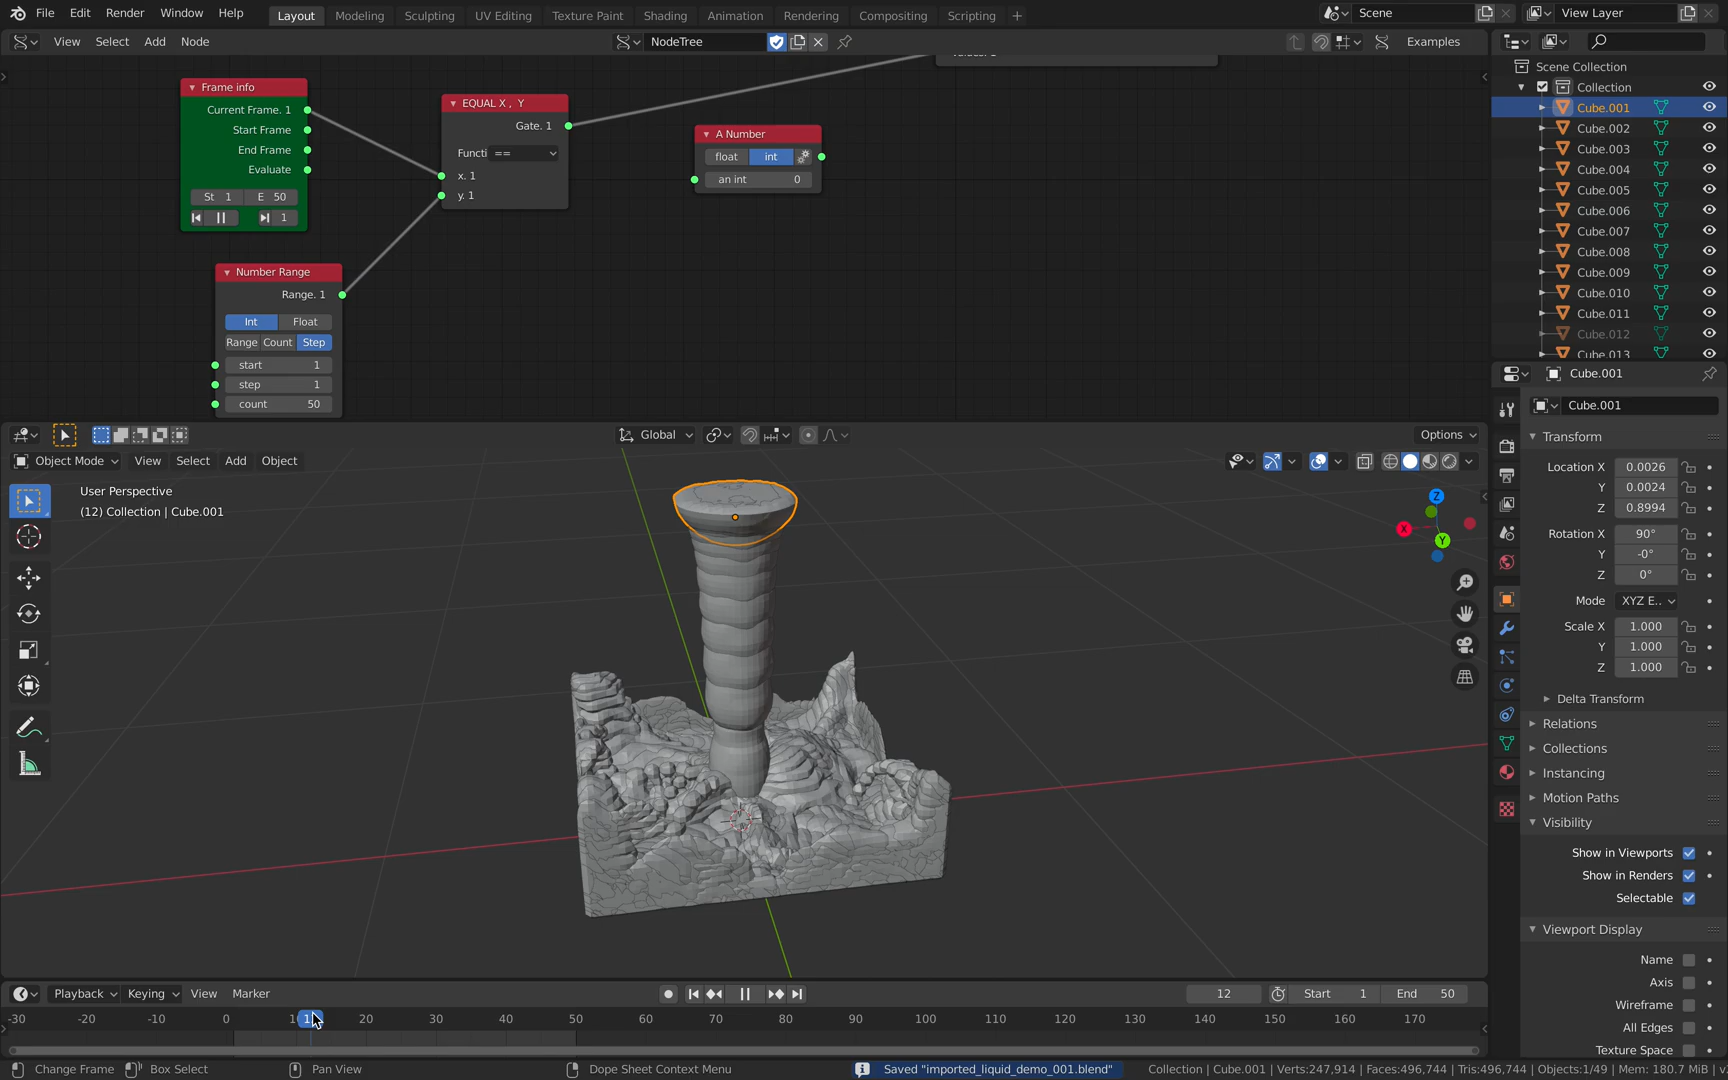 File Edit Render Window Help
Layout Modeling Sculpting UV Editing Texture Paint Shading Animation Rendering Compositing Scripting +
Scene
View Layer
View Select Add Node
NodeTree
Examples
Frame info
Current Frame. 1
Start Frame
End Frame
Evaluate
St 1 E 50
1
EQUAL X , Y
Gate. 1
Functi ==
x. 1
y. 1
A Number
float int
an int 0
Number Range
Range. 1
Int Float
Range Count Step
start 1
step 1
count 50
Scene Collection
Collection
Cube.001
Cube.002
Cube.003
Cube.004
Cube.005
Cube.006
Cube.007
Cube.008
Cube.009
Cube.010
Cube.011
Cube.012
Cube.013
Cube.001
Cube.001
Transform
Location X 0.0026
Y 0.0024
Z 0.8994
Rotation X 90°
Y -0°
Z 0°
Mode XYZ E..
Scale X 1.000
Y 1.000
Z 1.000
Delta Transform
Relations
Collections
Instancing
Motion Paths
Visibility
Show in Viewports
Show in Renders
Selectable
Viewport Display
Name
Axis
Wireframe
All Edges
Texture Space
Global
Options
Object Mode View Select Add Object
User Perspective
(12) Collection | Cube.001
Z
X
Y
Playback Keying View Marker
12 Start 1 End 50
-30 -20 -10 0 20 30 40 50 60 70 80 90 100 110 120 130 140 150 160 170
Change Frame Box Select Pan View Dope Sheet Context Menu
Saved "imported_liquid_demo_001.blend"
Collection | Cube.001 | Verts:247,914 | Faces:496,744 | Tris:496,744 | Objects:1/49 | Mem: 180.7 MiB | v